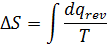 ΔS = ∫ dq_rev / T